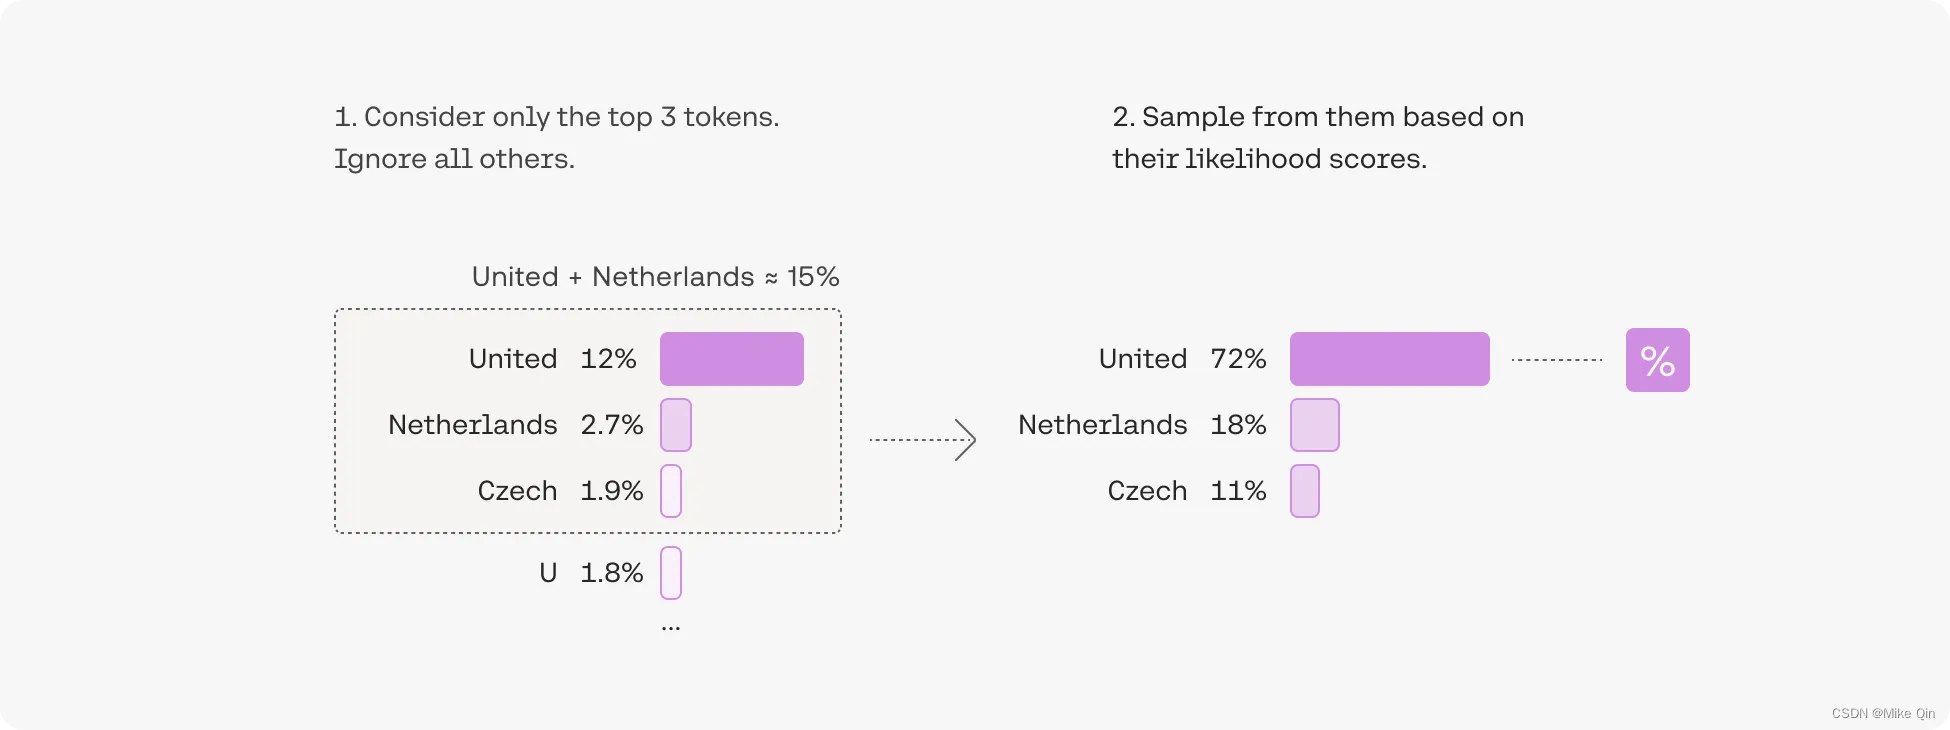 1. Consider only the top 3 tokens.
Ignore all others.
2. Sample from them based on
their likelihood scores.
United + Netherlands ≈ 15%
United 12%
Netherlands 2.7%
Czech 1.9%
U 1.8%
...
United 72%
%
Netherlands 18%
Czech 11%
CSDN @Mike Qin